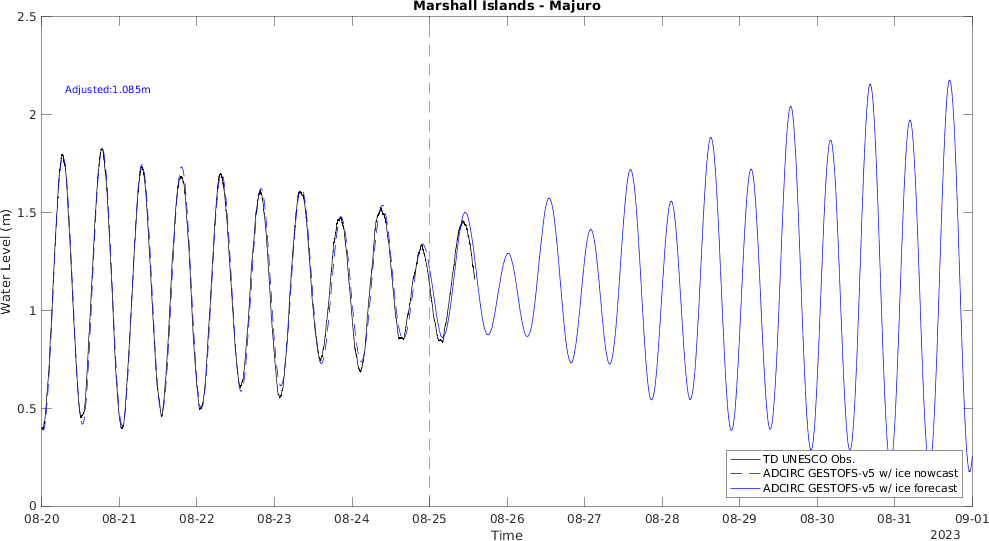 Marshall Islands - Majuro
2.5
Adjusted:1.085m
2
1.5
Water Level (m)
1
0.5
0
TD UNESCO Obs.
ADCIRC GESTOFS-v5 w/ ice nowcast
ADCIRC GESTOFS-v5 w/ ice forecast
08-20 08-21 08-22 08-23 08-24 08-25 08-26 08-27 08-28 08-29 08-30 08-31 09-01
Time
2023